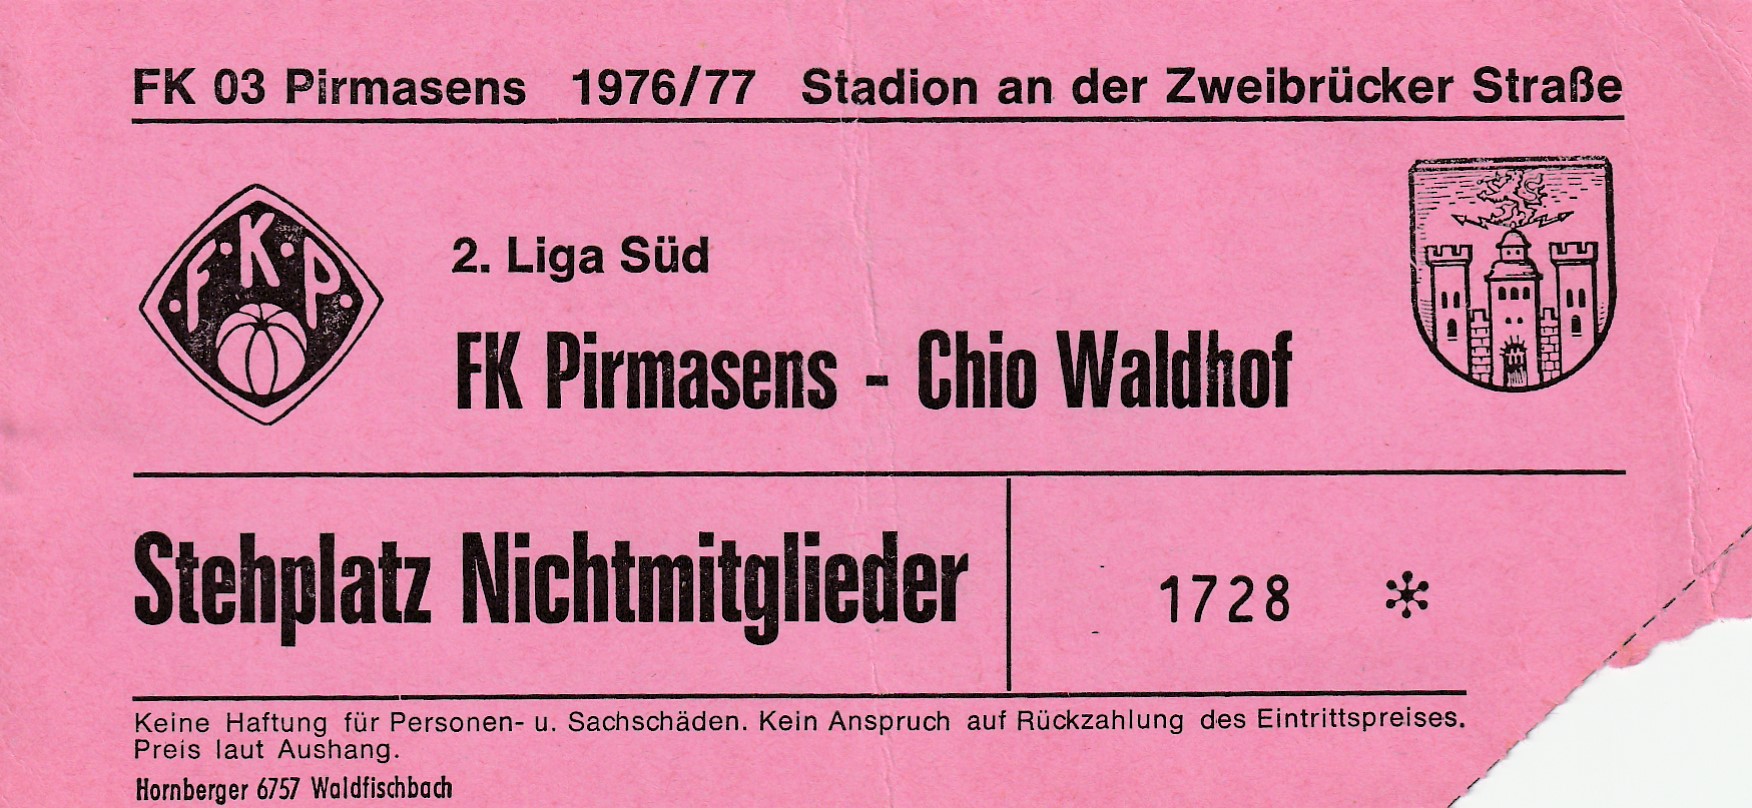 FK 03 Pirmasens 1976/77 Stadion an der Zweibrücker Straße
F·K·P
2. Liga Süd
FK Pirmasens - Chio Waldhof
Stehplatz Nichtmitglieder
1728 *
Keine Haftung für Personen- u. Sachschäden. Kein Anspruch auf Rückzahlung des Eintrittspreises.
Preis laut Aushang.
Hornberger 6757 Waldfischbach